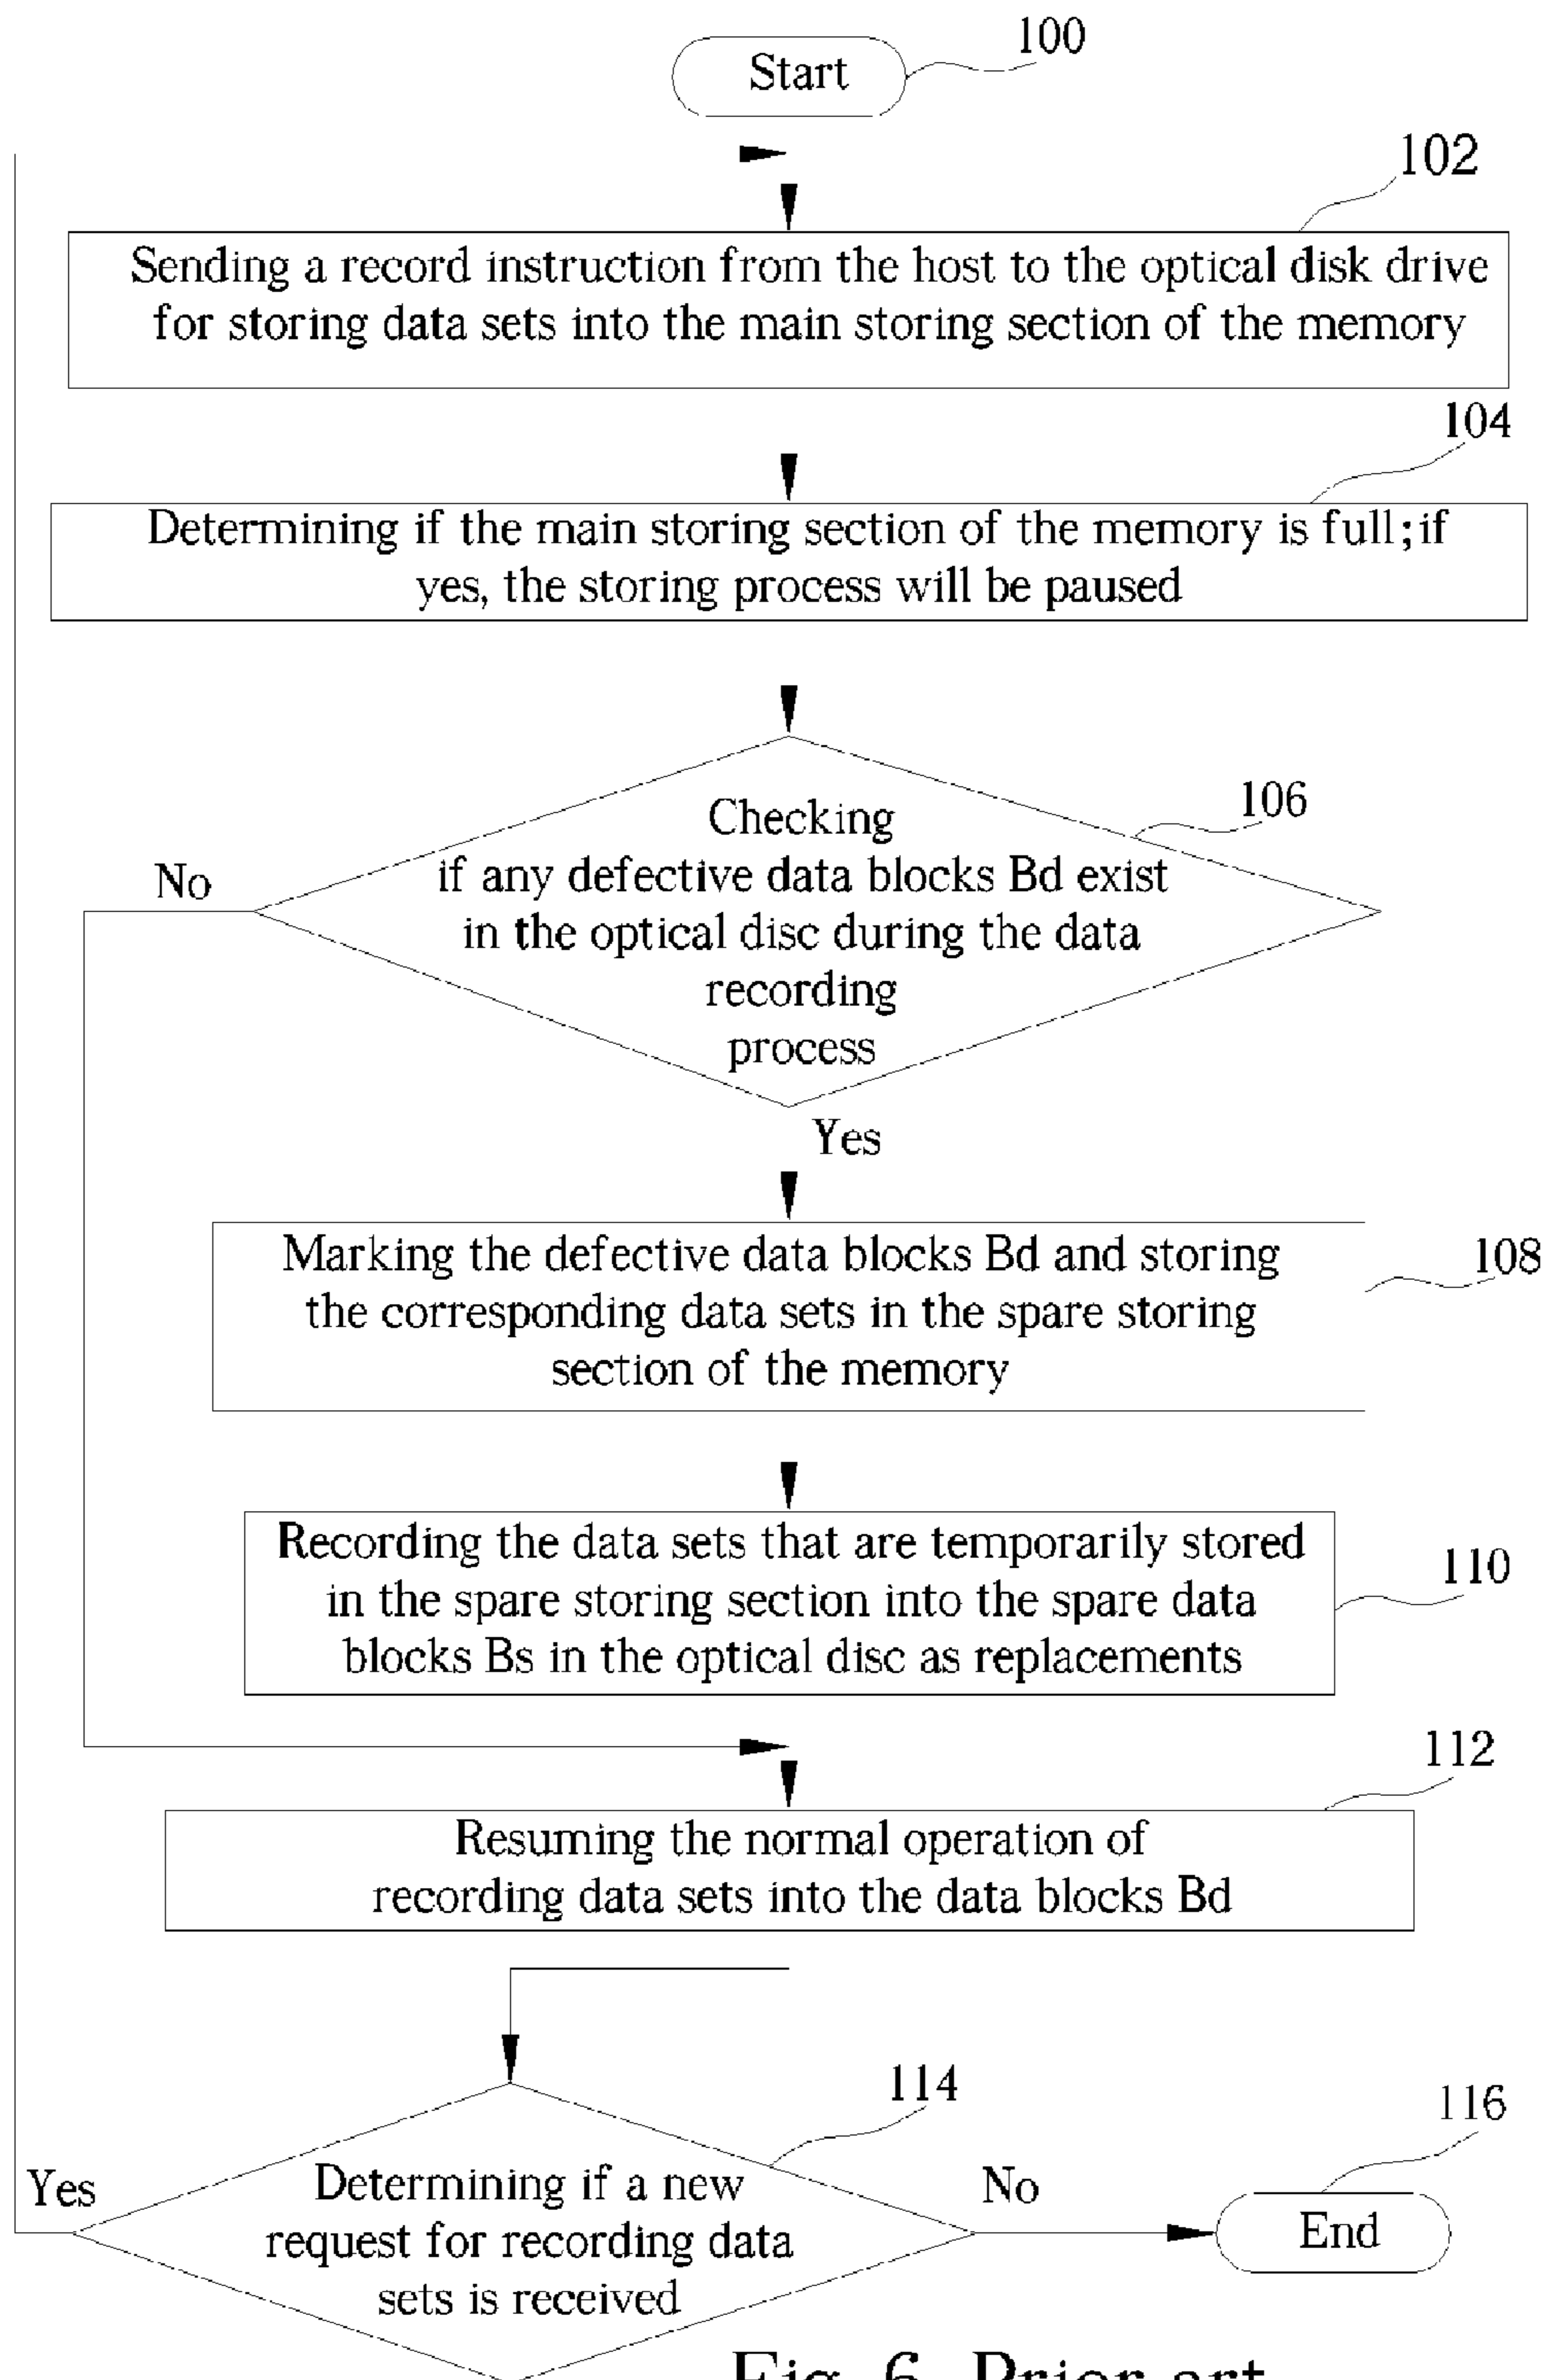 Start
100
102
Sending a record instruction from the host to the optical disk drive
for storing data sets into the main storing section of the memory
104
Determining if the main storing section of the memory is full;if
yes, the storing process will be paused
106
Checking
if any defective data blocks Bd exist
in the optical disc during the data
recording
process
No
Yes
108
Marking the defective data blocks Bd and storing
the corresponding data sets in the spare storing
section of the memory
110
Recording the data sets that are temporarily stored
in the spare storing section into the spare data
blocks Bs in the optical disc as replacements
112
Resuming the normal operation of
recording data sets into the data blocks Bd
114
116
Yes
Determining if a new
request for recording data
sets is received
No
End
Fig. 6 Prior art